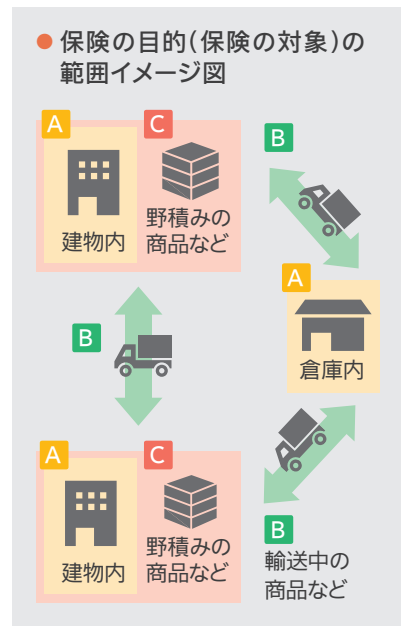 ● 保険の目的(保険の対象)の
範囲イメージ図
A
C
B
建物内
野積みの
商品など
A
倉庫内
B
A
C
建物内
野積みの
商品など
B
輸送中の
商品など